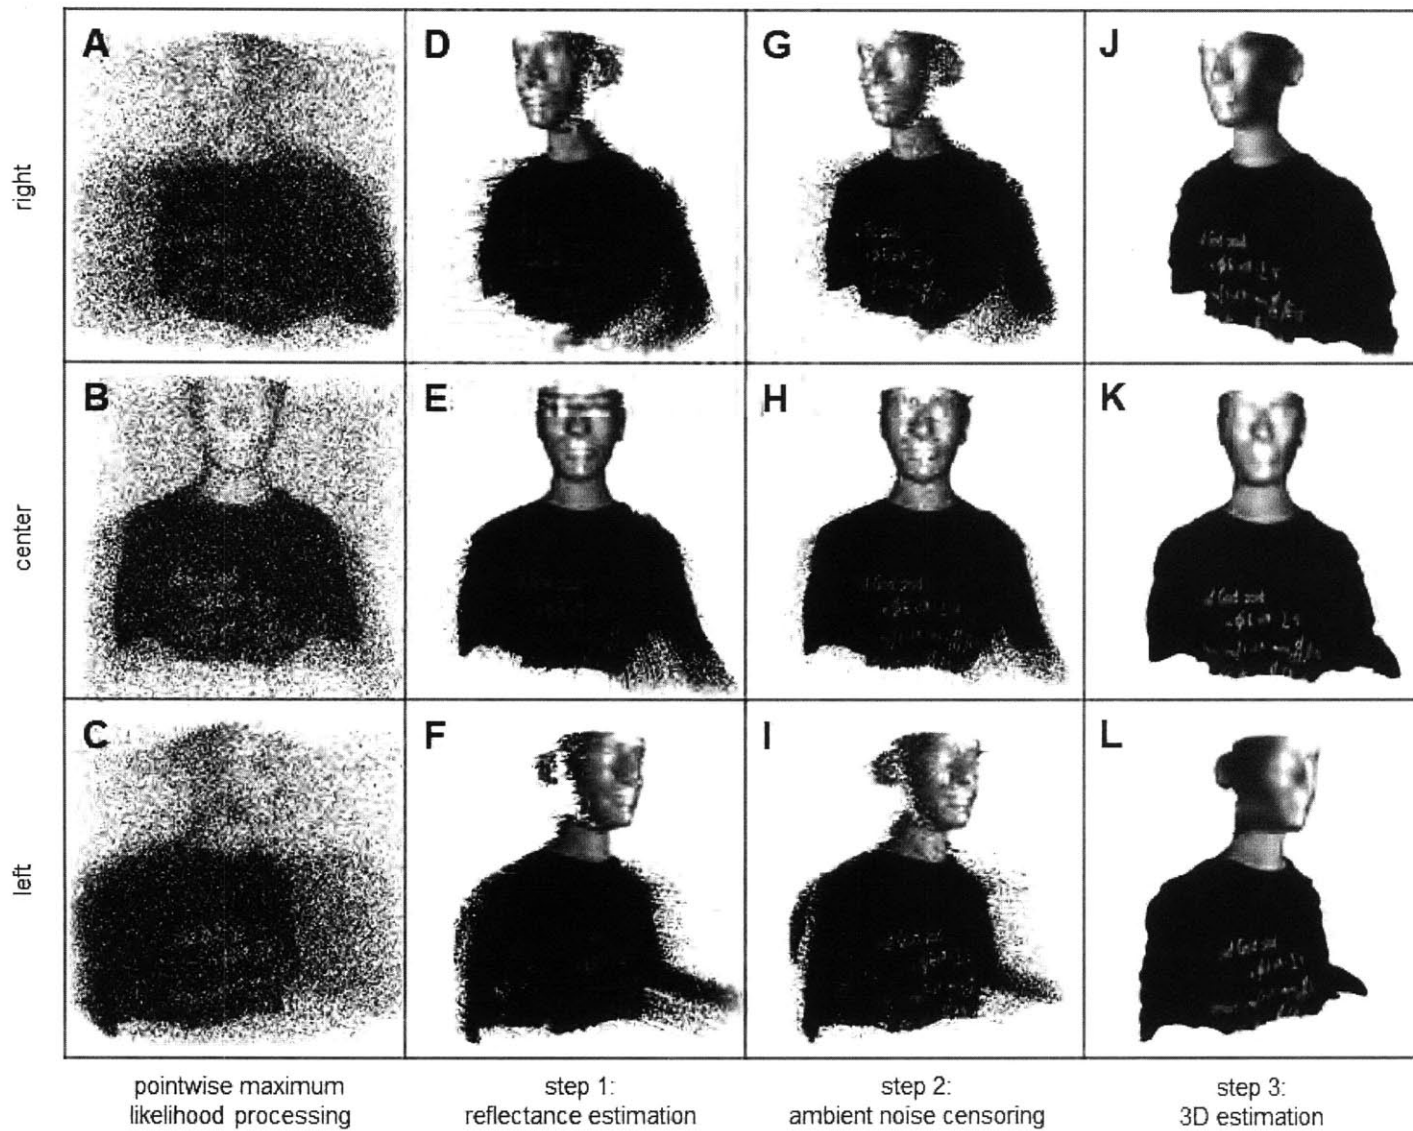 A
D
G
J
right
B
E
H
K
center
C
F
I
L
left
pointwise maximum
likelihood processing
step 1:
reflectance estimation
step 2:
ambient noise censoring
step 3:
3D estimation